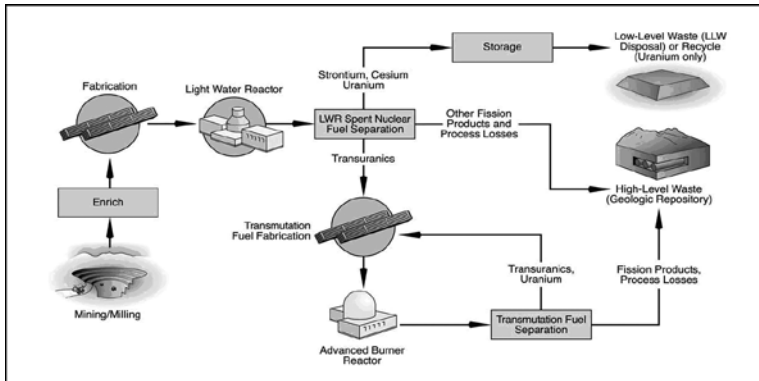 Fabrication
Light Water Reactor
Strontium, Cesium
Uranium
Storage
Low-Level Waste (LLW
Disposal) or Recycle
(Uranium only)
LWR Spent Nuclear
Fuel Separation
Other Fission
Products and
Process Losses
Transuranics
Enrich
High-Level Waste
(Geologic Repository)
Transmutation
Fuel Fabrication
Mining/Milling
Transuranics,
Uranium
Fission Products,
Process Losses
Advanced Burner
Reactor
Transmutation Fuel
Separation